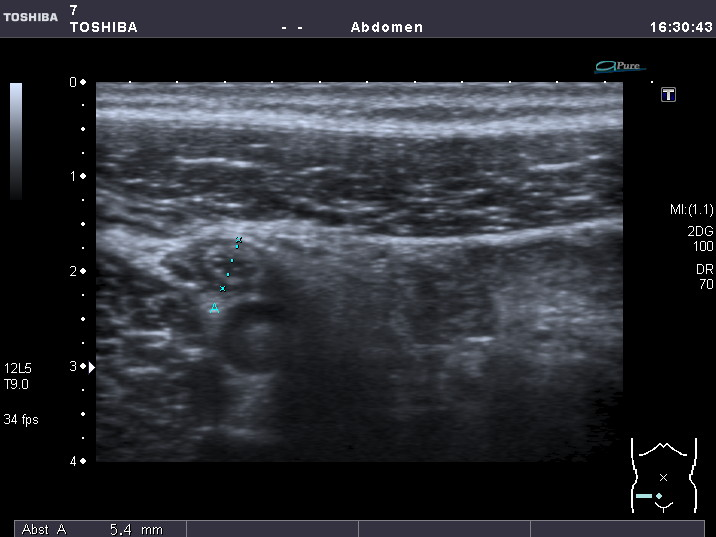 TOSHIBA
7
TOSHIBA - - Abdomen 16:30:43
Pure
T
0
1
2
3
4
A
MI:(1.1)
2DG
100
DR
70
12L5
T9.0
34 fps
Abst A 5.4 mm